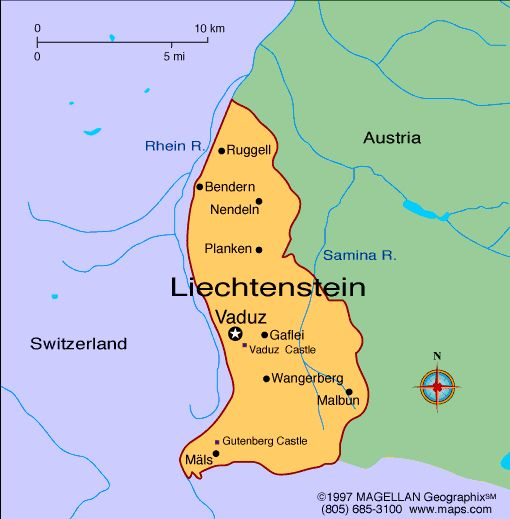 0 10 km
0 5 mi
Rhein R.
Austria
Ruggell
Bendern
Nendeln
Planken
Samina R.
Liechtenstein
Vaduz
Gaflei
Vaduz Castle
Switzerland
N
Wangerberg
Malbun
Gutenberg Castle
Mäls
©1997 MAGELLAN Geographix℠
(805) 685-3100 www.maps.com